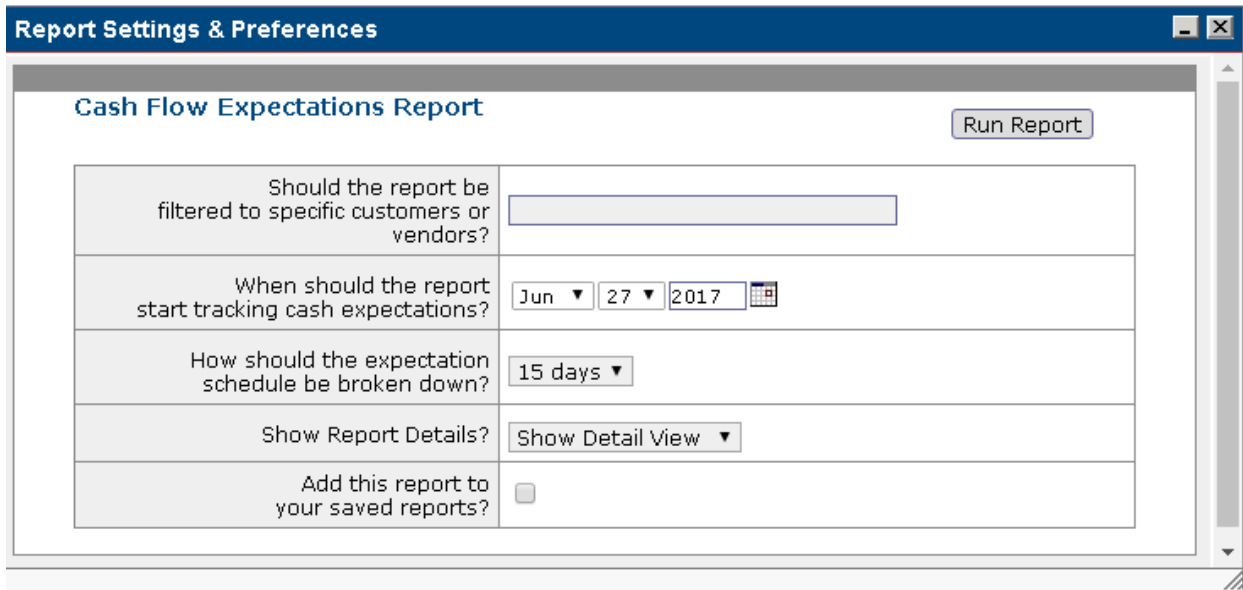 Report Settings & Preferences
Cash Flow Expectations Report
Run Report
Should the report be
filtered to specific customers or
vendors?
When should the report
start tracking cash expectations?
Jun 27 2017
How should the expectation
schedule be broken down?
15 days
Show Report Details?
Show Detail View
Add this report to
your saved reports?